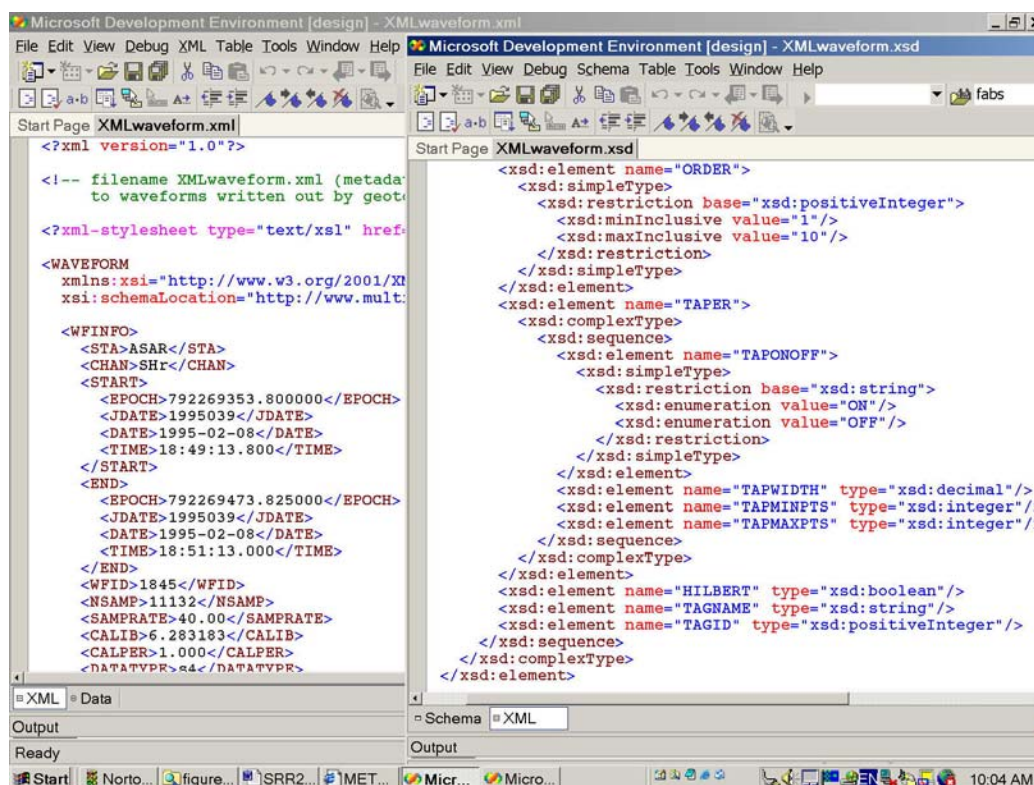 Microsoft Development Environment [design] - XMLwaveform.xml
File Edit View Debug XML Table Tools Window Help
Start Page XMLwaveform.xml
<?xml version="1.0"?>
<!-- filename XMLwaveform.xml (metada
to waveforms written out by geot
<?xml-stylesheet type="text/xsl" href=
<WAVEFORM
xmlns:xsi="http://www.w3.org/2001/XM
xsi:schemaLocation="http://www.multi
<WFINFO>
<STA>ASAR</STA>
<CHAN>SHr</CHAN>
<START>
<EPOCH>792269353.800000</EPOCH>
<JDATE>1995039</JDATE>
<DATE>1995-02-08</DATE>
<TIME>18:49:13.800</TIME>
</START>
<END>
<EPOCH>792269473.825000</EPOCH>
<JDATE>1995039</JDATE>
<DATE>1995-02-08</DATE>
<TIME>18:51:13.000</TIME>
</END>
<WFID>1845</WFID>
<NSAMP>11132</NSAMP>
<SAMPRATE>40.00</SAMPRATE>
<CALIB>6.283183</CALIB>
<CALPER>1.000</CALPER>
<DATATYPE>s4</DATATYPE>
XML Data
Output
Ready
Microsoft Development Environment [design] - XMLwaveform.xsd
File Edit View Debug Schema Table Tools Window Help
fabs
Start Page XMLwaveform.xsd
<xsd:element name="ORDER">
<xsd:simpleType>
<xsd:restriction base="xsd:positiveInteger">
<xsd:minInclusive value="1"/>
<xsd:maxInclusive value="10"/>
</xsd:restriction>
</xsd:simpleType>
</xsd:element>
<xsd:element name="TAPER">
<xsd:complexType>
<xsd:sequence>
<xsd:element name="TAPONOFF">
<xsd:simpleType>
<xsd:restriction base="xsd:string">
<xsd:enumeration value="ON"/>
<xsd:enumeration value="OFF"/>
</xsd:restriction>
</xsd:simpleType>
</xsd:element>
<xsd:element name="TAPWIDTH" type="xsd:decimal"/>
<xsd:element name="TAPMINPTS" type="xsd:integer"/
<xsd:element name="TAPMAXPTS" type="xsd:integer"/
</xsd:sequence>
</xsd:complexType>
</xsd:element>
<xsd:element name="HILBERT" type="xsd:boolean"/>
<xsd:element name="TAGNAME" type="xsd:string"/>
<xsd:element name="TAGID" type="xsd:positiveInteger"/>
</xsd:sequence>
</xsd:complexType>
</xsd:element>
Schema XML
Output
Start Norto... figure... SRR2... MET... Micr... Micro... EN 10:04 AM